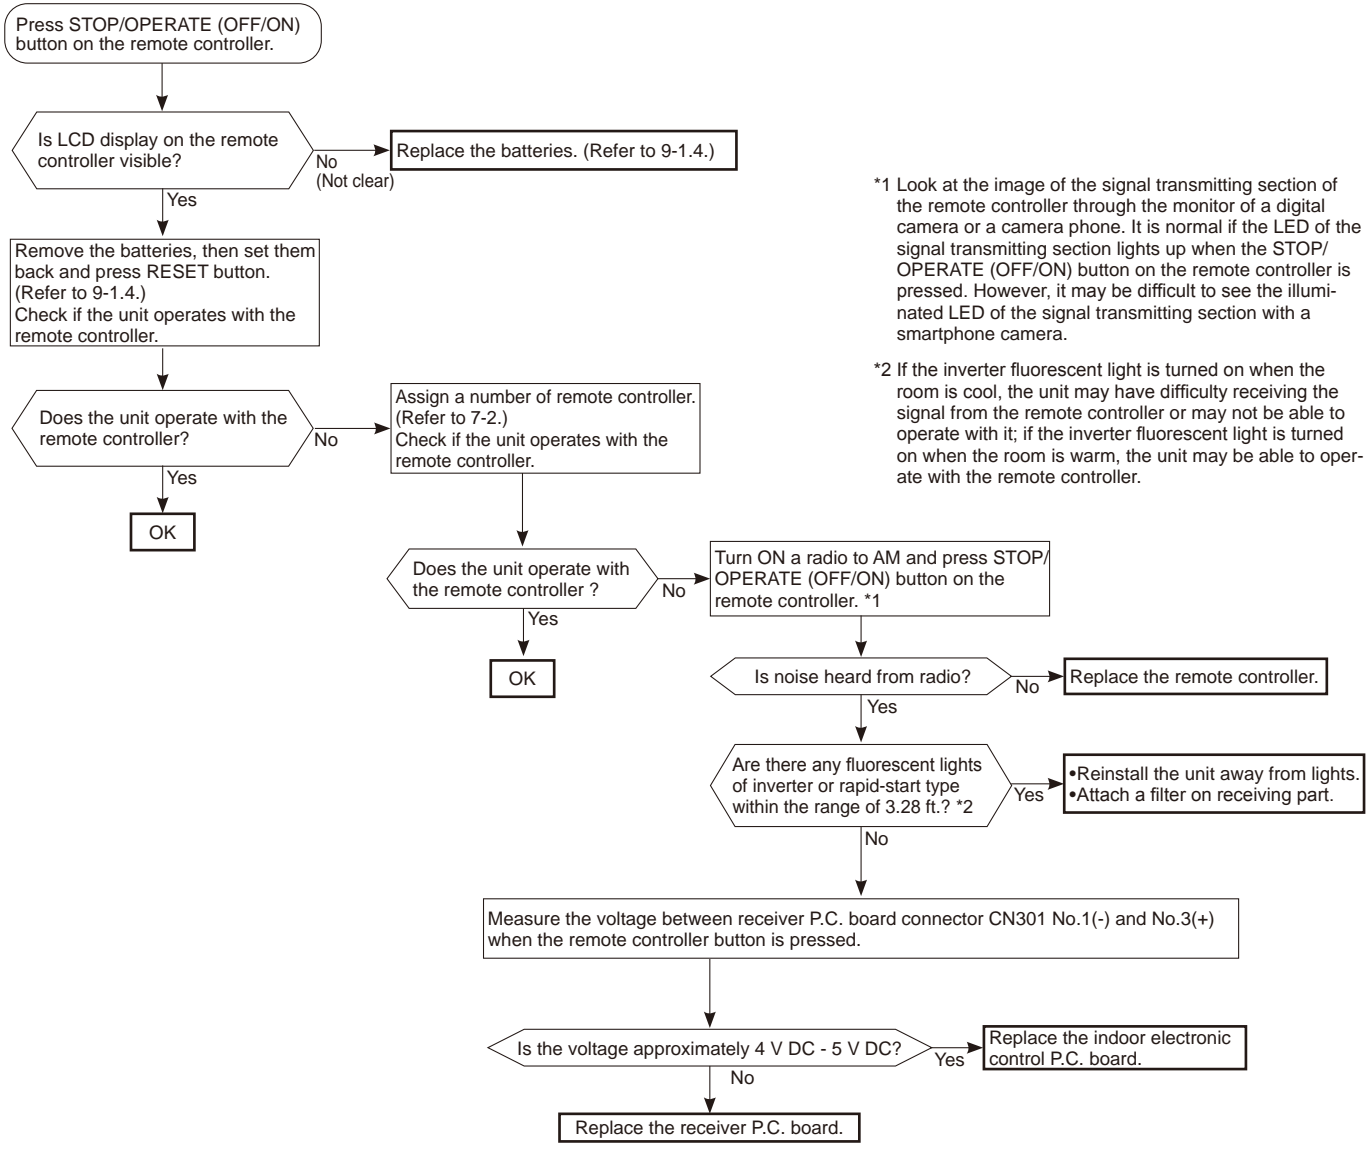 Press STOP/OPERATE (OFF/ON)
button on the remote controller.
Is LCD display on the remote
controller visible?
No
(Not clear)
Replace the batteries. (Refer to 9-1.4.)
Yes
Remove the batteries, then set them
back and press RESET button.
(Refer to 9-1.4.)
Check if the unit operates with the
remote controller.
Does the unit operate with the
remote controller?
No
Yes
OK
Assign a number of remote controller.
(Refer to 7-2.)
Check if the unit operates with the
remote controller.
Does the unit operate with
the remote controller ?
No
Yes
OK
Turn ON a radio to AM and press STOP/
OPERATE (OFF/ON) button on the
remote controller. *1
Is noise heard from radio?
No
Replace the remote controller.
Yes
Are there any fluorescent lights
of inverter or rapid-start type
within the range of 3.28 ft.? *2
Yes
•Reinstall the unit away from lights.
•Attach a filter on receiving part.
No
Measure the voltage between receiver P.C. board connector CN301 No.1(-) and No.3(+)
when the remote controller button is pressed.
Is the voltage approximately 4 V DC - 5 V DC?
Yes
Replace the indoor electronic
control P.C. board.
No
Replace the receiver P.C. board.
*1 Look at the image of the signal transmitting section of
the remote controller through the monitor of a digital
camera or a camera phone. It is normal if the LED of the
signal transmitting section lights up when the STOP/
OPERATE (OFF/ON) button on the remote controller is
pressed. However, it may be difficult to see the illumi-
nated LED of the signal transmitting section with a
smartphone camera.
*2 If the inverter fluorescent light is turned on when the
room is cool, the unit may have difficulty receiving the
signal from the remote controller or may not be able to
operate with it; if the inverter fluorescent light is turned
on when the room is warm, the unit may be able to oper-
ate with the remote controller.